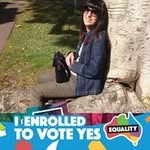 I ENROLLED
TO VOTE YES
EQUALITY